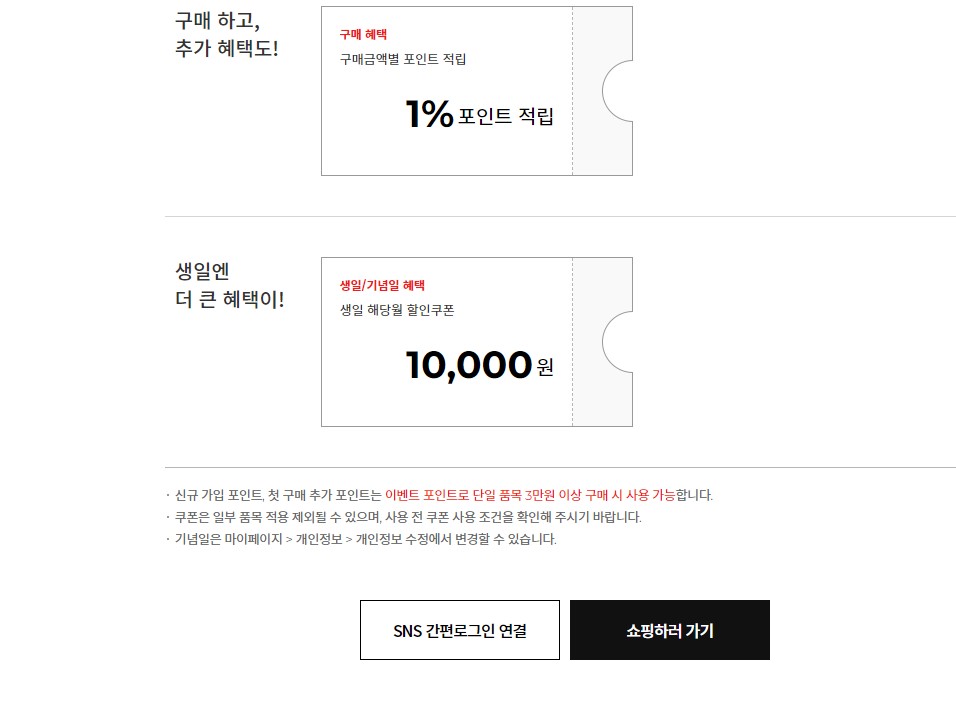 구매 하고,
추가 혜택도!
구매 혜택
구매금액별 포인트 적립
1% 포인트 적립
생일엔
더 큰 혜택이!
생일/기념일 혜택
생일 해당월 할인쿠폰
10,000 원
· 신규 가입 포인트, 첫 구매 추가 포인트는 이벤트 포인트로 단일 품목 3만원 이상 구매 시 사용 가능합니다.
· 쿠폰은 일부 품목 적용 제외될 수 있으며, 사용 전 쿠폰 사용 조건을 확인해 주시기 바랍니다.
· 기념일은 마이페이지 > 개인정보 > 개인정보 수정에서 변경할 수 있습니다.
SNS 간편로그인 연결
쇼핑하러 가기